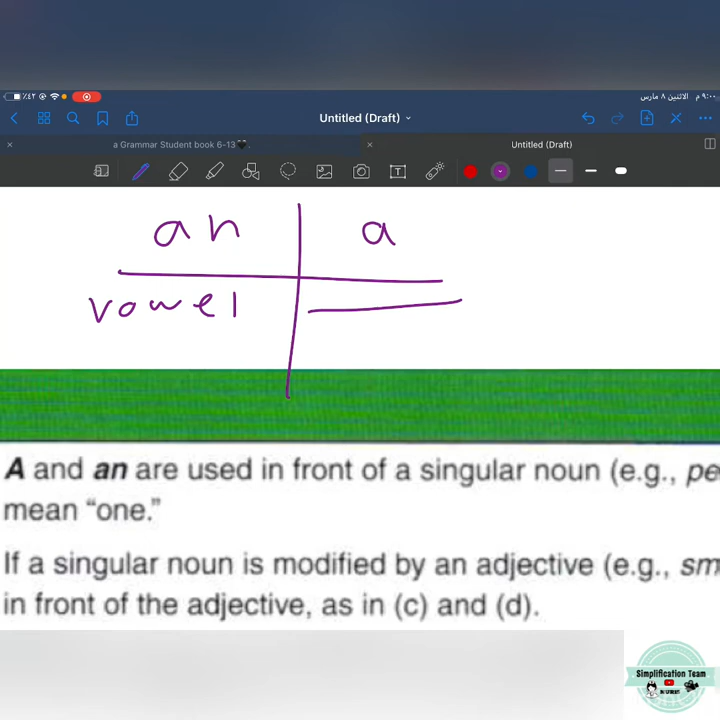 ٪٤٢ ٩:٠٠ م الاثنين ٨ مارس
Untitled (Draft)
a Grammar Student book 6-13🖤. Untitled (Draft)
an a
vowel
A and an are used in front of a singular noun (e.g., pe
mean “one.”
If a singular noun is modified by an adjective (e.g., sm
in front of the adjective, as in (c) and (d).
Simplification Team